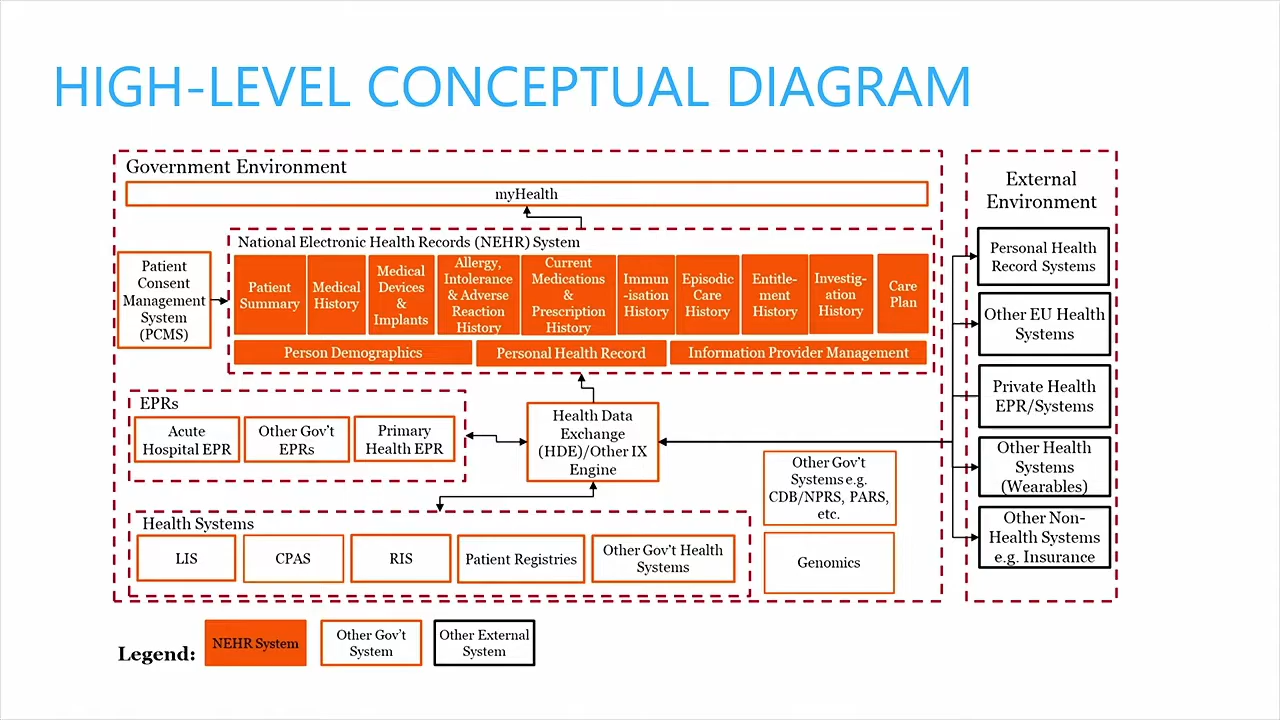 HIGH-LEVEL CONCEPTUAL DIAGRAM
Government Environment
myHealth
National Electronic Health Records (NEHR) System
Patient
Consent
Management
System
(PCMS)
Patient
Summary
Medical
History
Medical
Devices
&
Implants
Allergy,
Intolerance
& Adverse
Reaction
History
Current
Medications
&
Prescription
History
Immun
-isation
History
Episodic
Care
History
Entitle-
ment
History
Investig-
ation
History
Care
Plan
Person Demographics
Personal Health Record
Information Provider Management
EPRs
Acute
Hospital EPR
Other Gov't
EPRs
Primary
Health EPR
Health Data
Exchange
(HDE)/Other IX
Engine
Other Gov't
Systems e.g.
CDB/NPRS, PARS,
etc.
Genomics
Health Systems
LIS
CPAS
RIS
Patient Registries
Other Gov't Health
Systems
External
Environment
Personal Health
Record Systems
Other EU Health
Systems
Private Health
EPR/Systems
Other Health
Systems
(Wearables)
Other Non-
Health Systems
e.g. Insurance
Legend:
NEHR System
Other Gov't
System
Other External
System